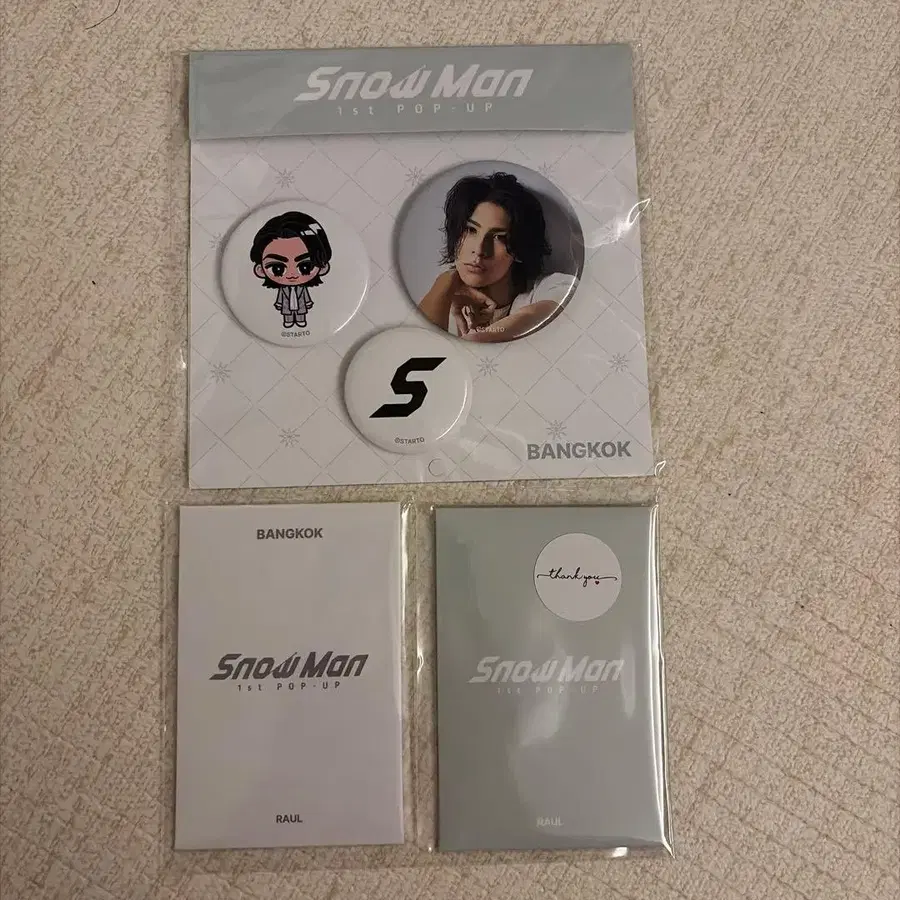 Snow Man
1st POP-UP
©STARTO
©STARTO
S
©STARTO
BANGKOK
BANGKOK
Snow Man
1st POP-UP
RAUL
thank you
Snow Man
1st POP-UP
RAUL